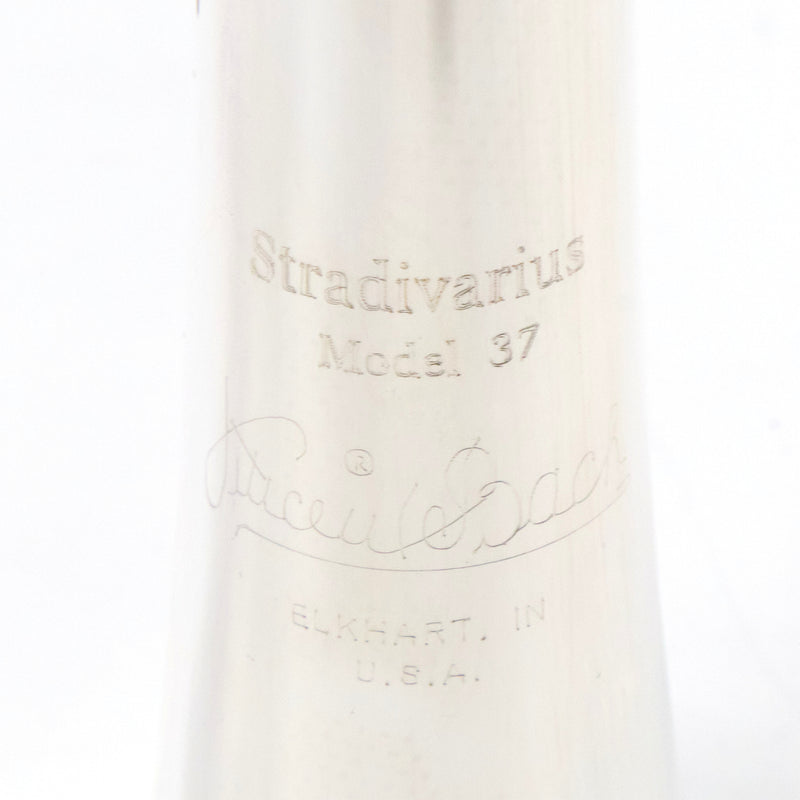 Stradivarius
Model 37
Vincent Bach ®
ELKHART, IN
U.S.A.